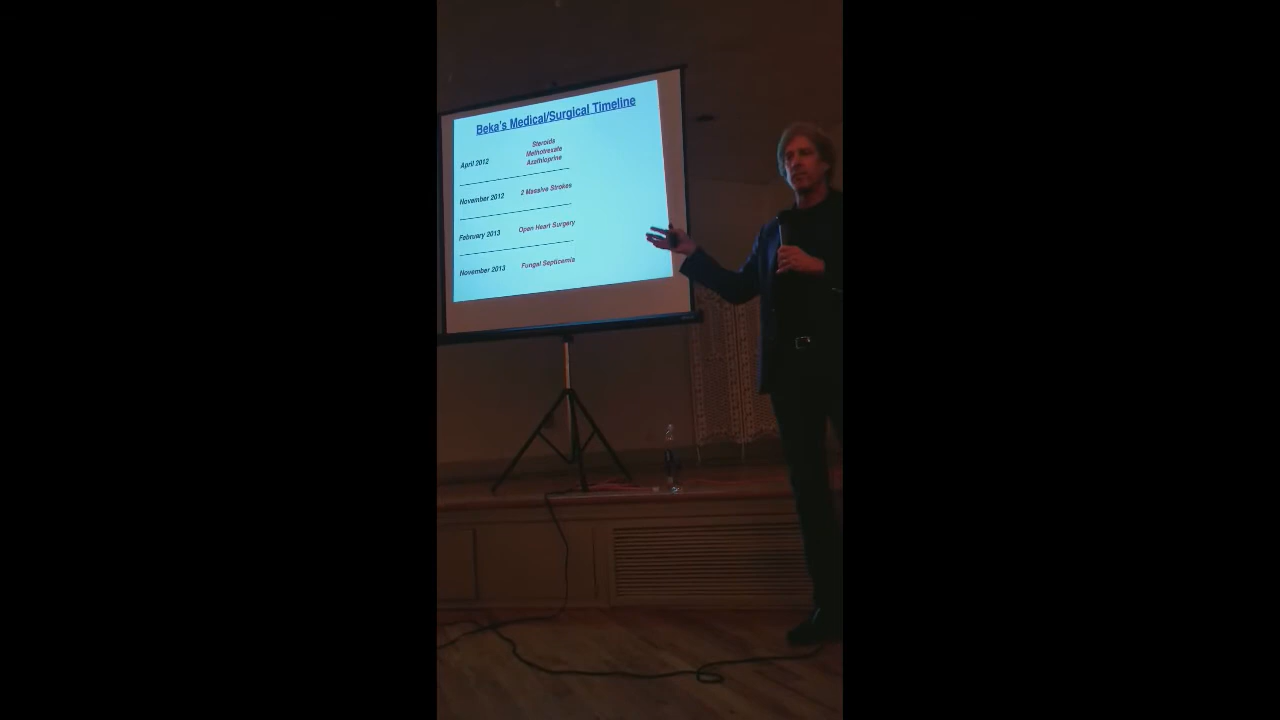 Beka's Medical/Surgical Timeline
Steroids
Methotrexate
April 2012
Azathioprine
November 2012 2 Massive Strokes
February 2013 Open Heart Surgery
November 2013 Fungal Septicemia